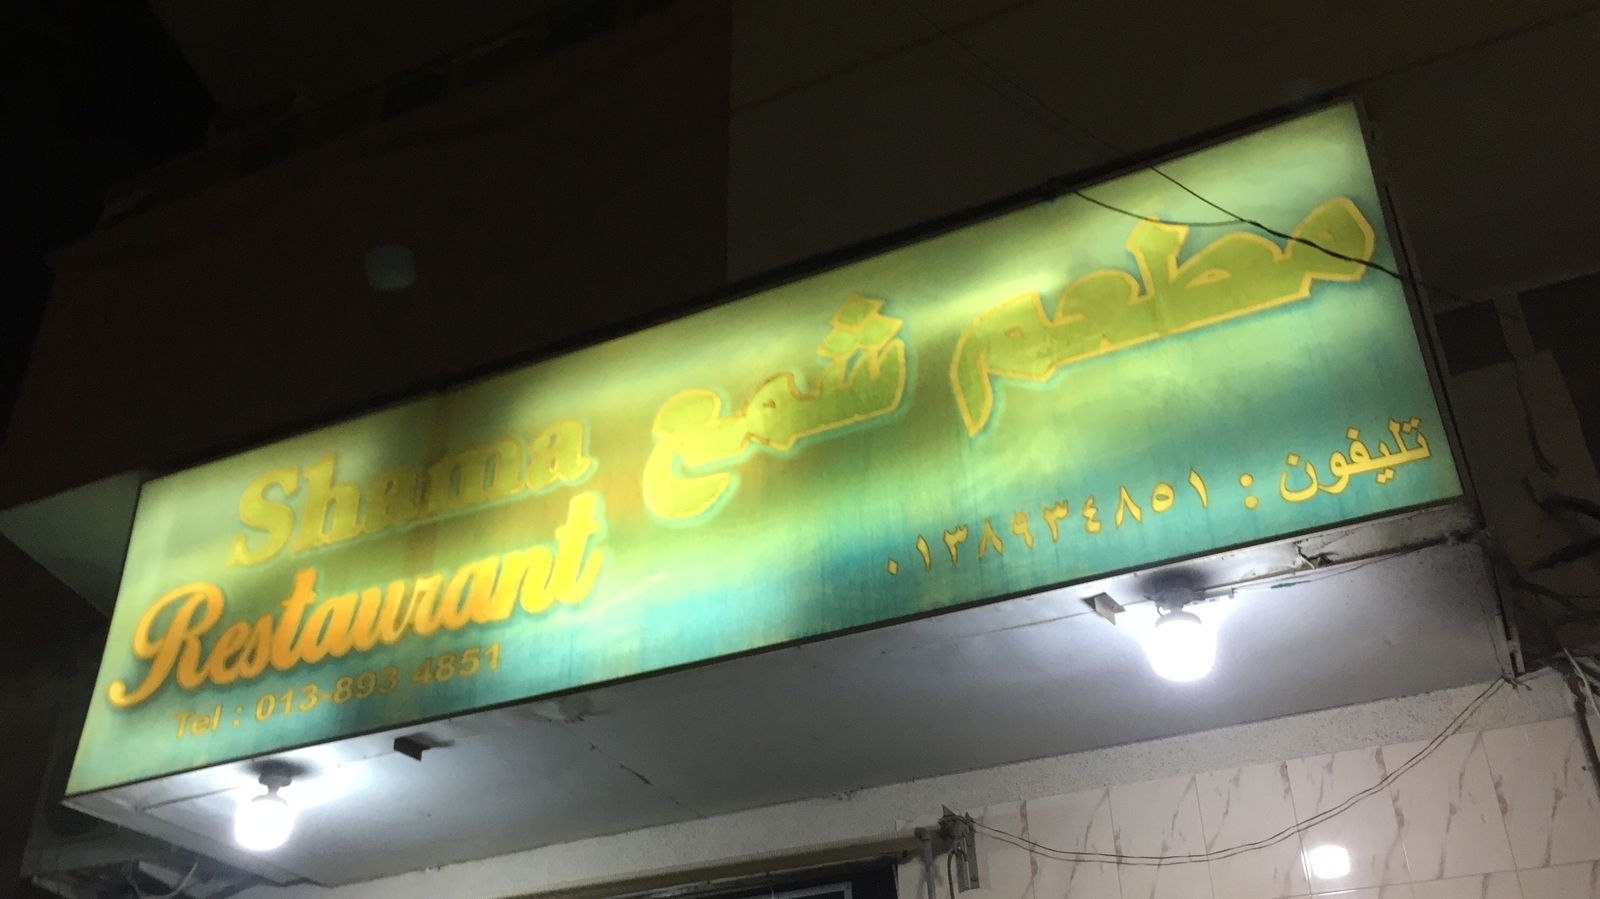 مطعم شمع
تليفون : ٠١٣٨٩٣٤٨٥١
Shama
Restaurant
Tel : 013-893 4851